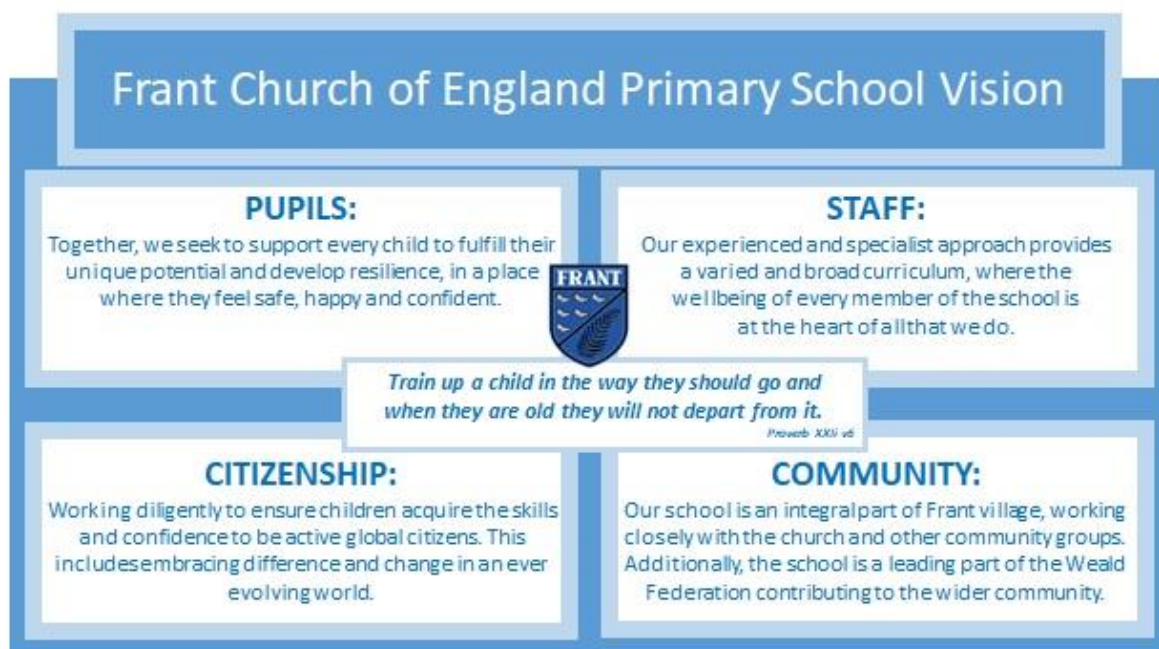 Frant Church of England Primary School Vision
PUPILS:
Together, we seek to support every child to fulfill their
unique potential and develop resilience, in a place
where they feel safe, happy and confident.
STAFF:
Our experienced and specialist approach provides
a varied and broad curriculum, where the
wellbeing of every member of the school is
at the heart of all that we do.
FRANT
Train up a child in the way they should go and
when they are old they will not depart from it.
Proverb XXii v6
CITIZENSHIP:
Working diligently to ensure children acquire the skills
and confidence to be active global citizens. This
includes embracing difference and change in an ever
evolving world.
COMMUNITY:
Our school is an integral part of Frant village, working
closely with the church and other community groups.
Additionally, the school is a leading part of the Weald
Federation contributing to the wider community.